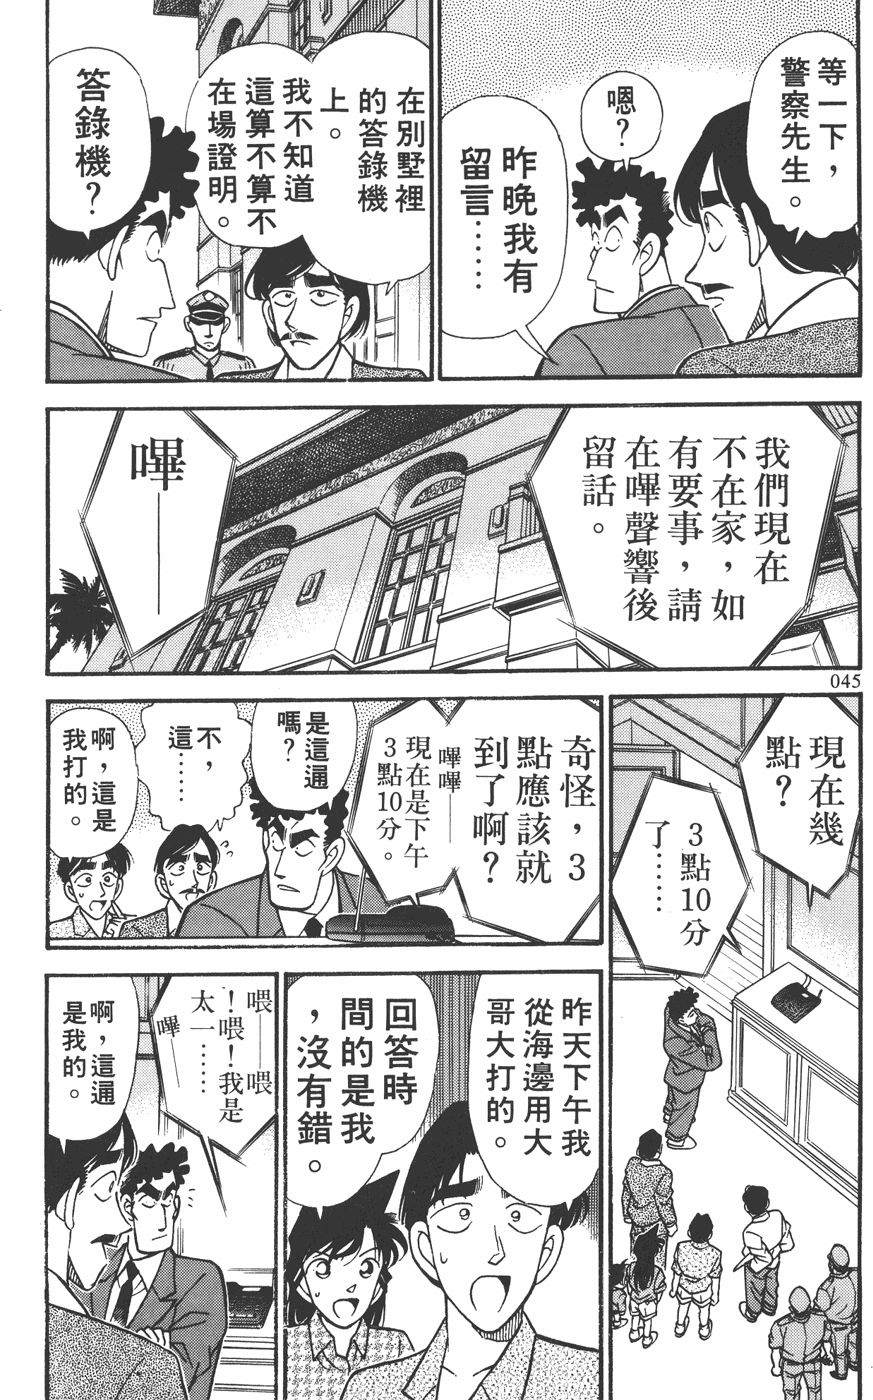 等一下，
警察先生。
嗯？
昨晚我有
留言⋯⋯
在別墅裡
的答錄機
上。
我不知道
這算不算不
在場證明。
答錄機？
我們現在
不在家，如
有要事，請
在嗶聲響後
留話。
嗶——
045
現在幾
點？
3點10分
了⋯⋯
奇怪，3
點應該就
到了啊？
嗶嗶——
現在是下午
3點10分。
是這通
嗎？
不，
這⋯⋯
啊，這是
我打的。
昨天下午我
從海邊用大
哥大打的。
回答時
間的是我
，沒有錯。
喂——喂
！喂！我是
太一⋯⋯
嗶——
啊，這通
是我的。